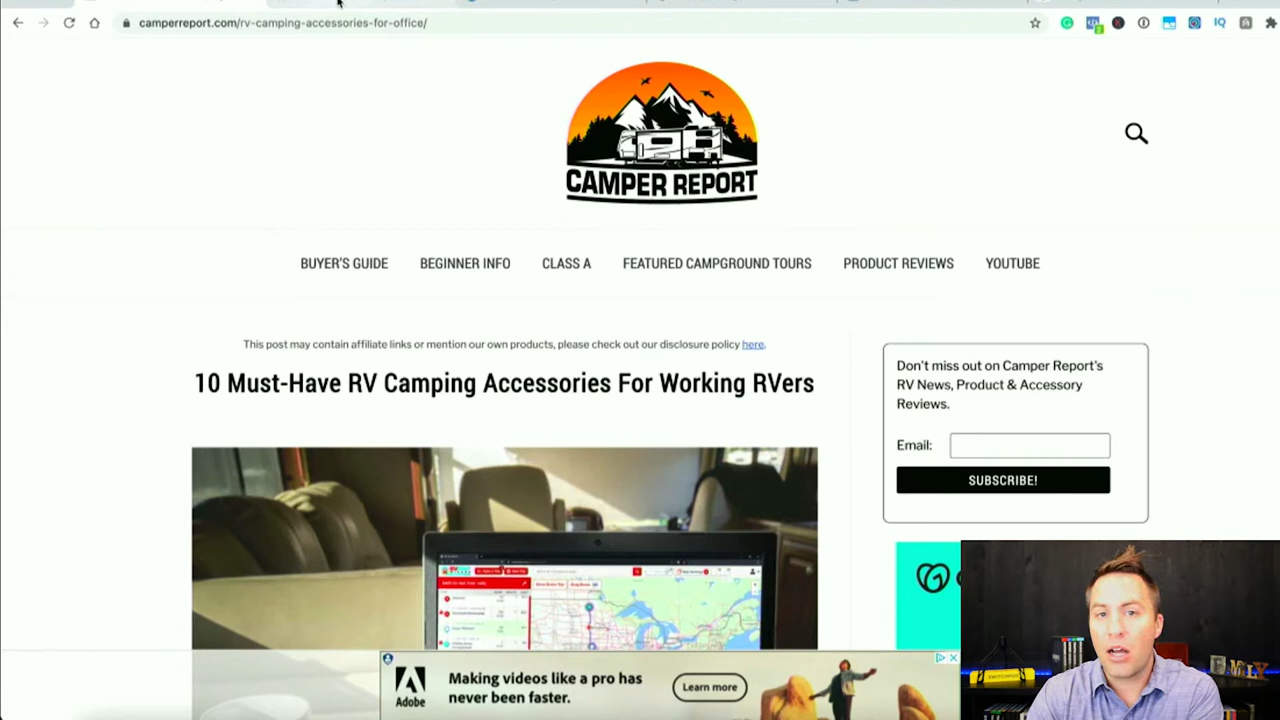 camperreport.com/rv-camping-accessories-for-office/
IQ
CAMPER REPORT
BUYER'S GUIDE BEGINNER INFO CLASS A FEATURED CAMPGROUND TOURS PRODUCT REVIEWS YOUTUBE
This post may contain affiliate links or mention our own products, please check out our disclosure policy here.
10 Must-Have RV Camping Accessories For Working RVers
Don't miss out on Camper Report's
RV News, Product & Accessory
Reviews.
Email:
SUBSCRIBE!
Adobe
Making videos like a pro has
never been faster.
Learn more